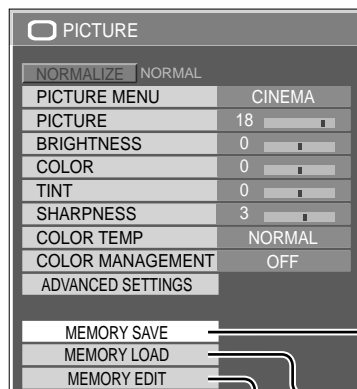 PICTURE
NORMALIZE NORMAL
PICTURE MENU CINEMA
PICTURE 18
BRIGHTNESS 0
COLOR 0
TINT 0
SHARPNESS 3
COLOR TEMP NORMAL
COLOR MANAGEMENT OFF
ADVANCED SETTINGS
MEMORY SAVE
MEMORY LOAD
MEMORY EDIT